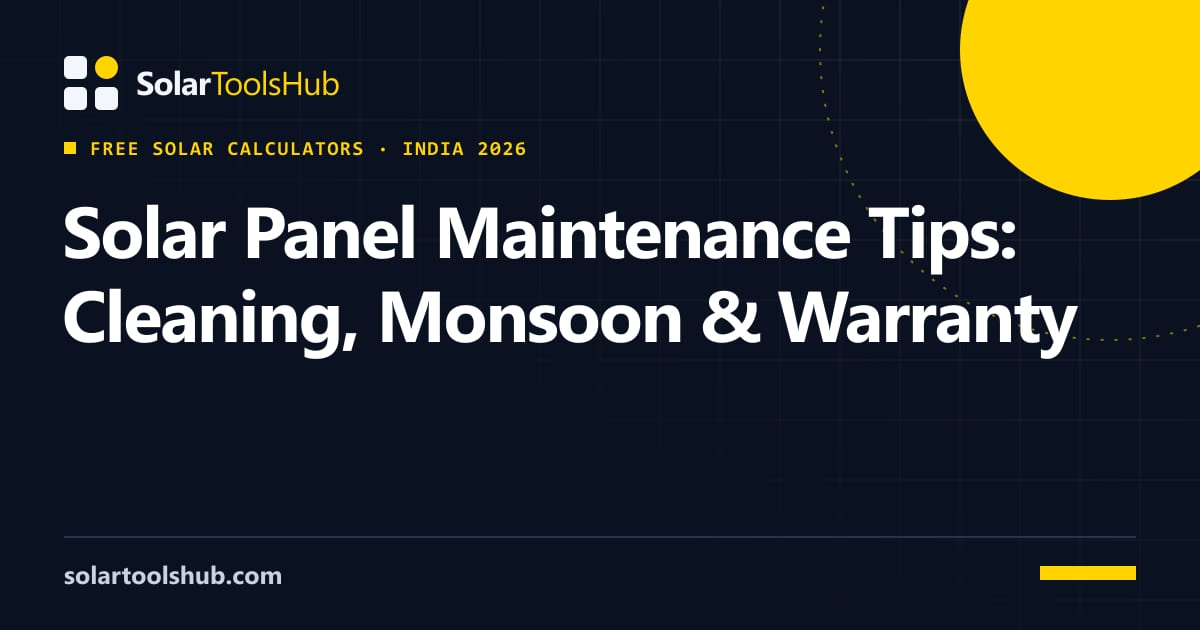 SolarToolsHub
FREE SOLAR CALCULATORS · INDIA 2026
Solar Panel Maintenance Tips:
Cleaning, Monsoon & Warranty
solartoolshub.com